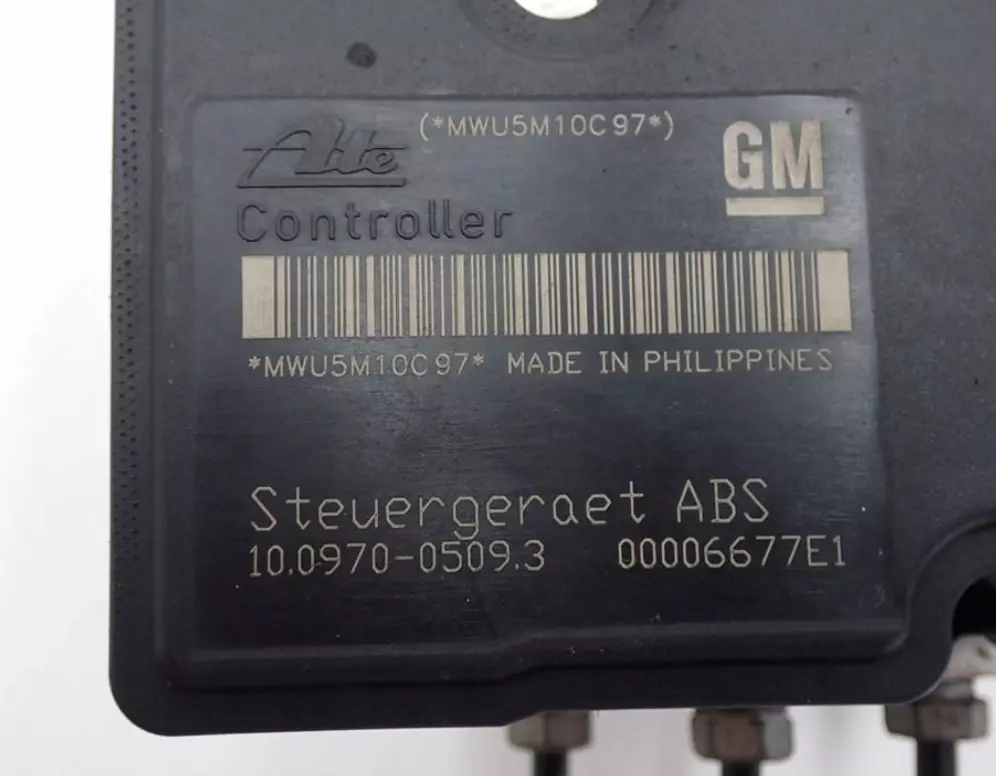 (*MWU5M10C97*)
Ate
GM
Controller
*MWU5M10C97* MADE IN PHILIPPINES
Steuergeraet ABS
10.0970-0509.3 00006677E1